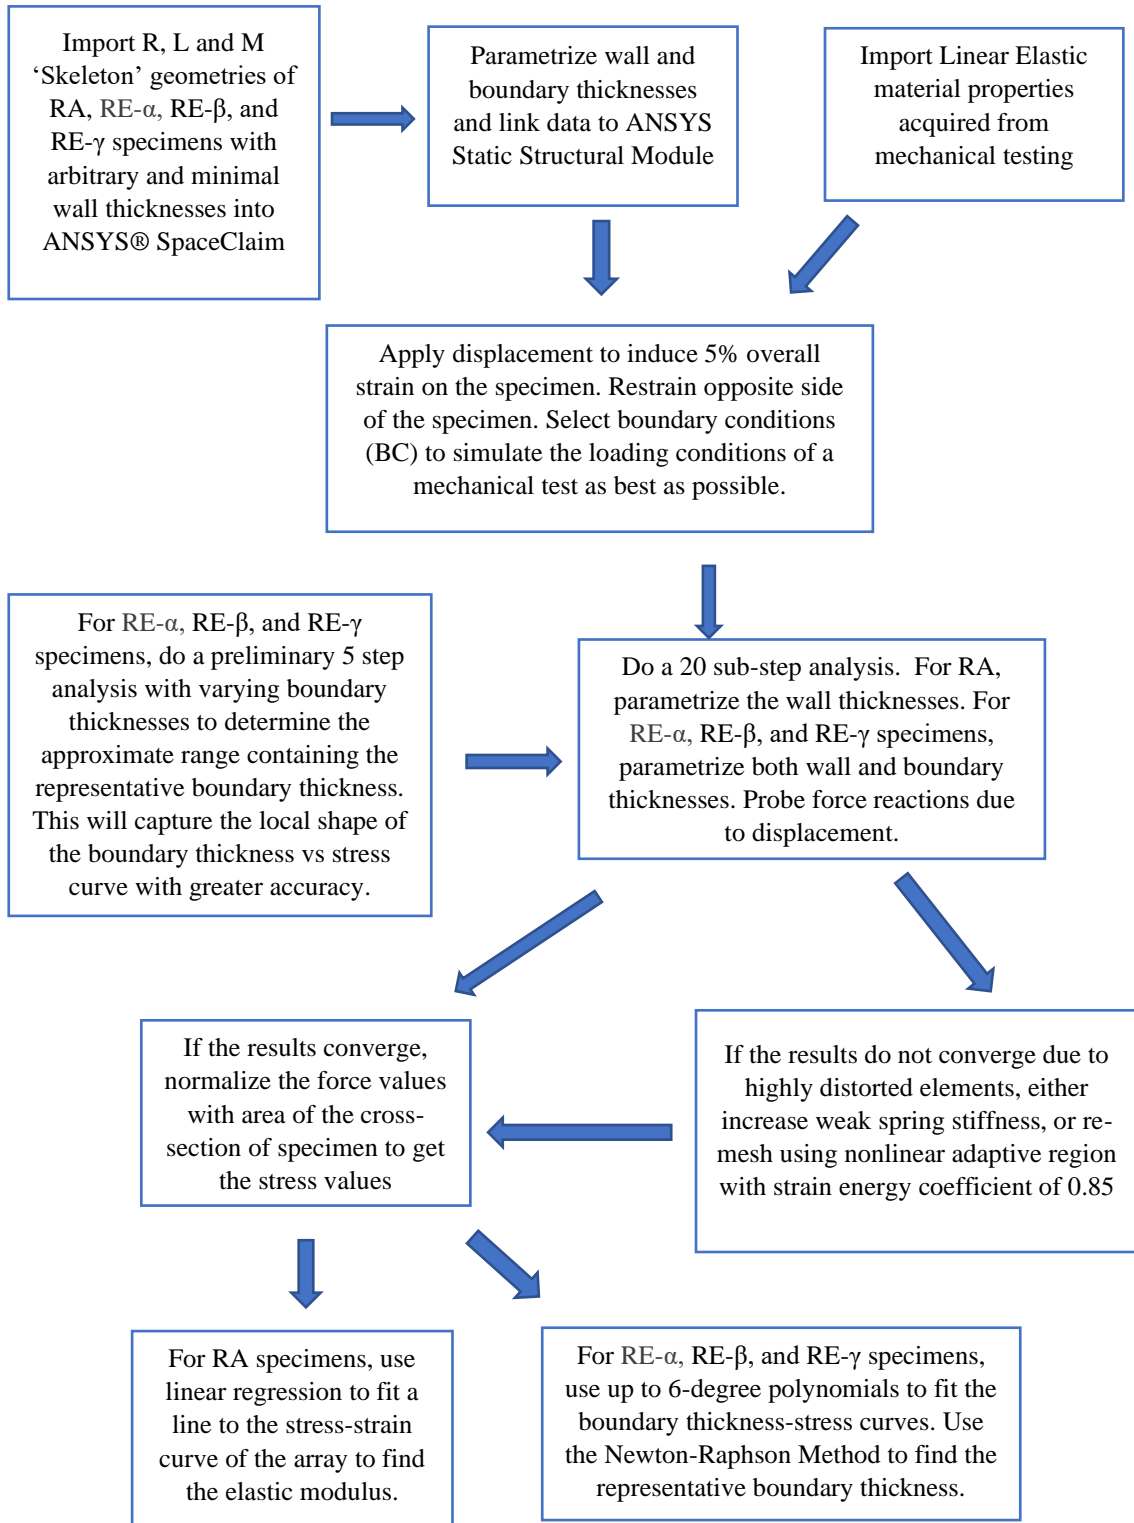 Import R, L and M
‘Skeleton’ geometries of
RA, RE-α, RE-β, and
RE-γ specimens with
arbitrary and minimal
wall thicknesses into
ANSYS® SpaceClaim
Parametrize wall and
boundary thicknesses
and link data to ANSYS
Static Structural Module
Import Linear Elastic
material properties
acquired from
mechanical testing
Apply displacement to induce 5% overall
strain on the specimen. Restrain opposite side
of the specimen. Select boundary conditions
(BC) to simulate the loading conditions of a
mechanical test as best as possible.
For RE-α, RE-β, and RE-γ
specimens, do a preliminary 5 step
analysis with varying boundary
thicknesses to determine the
approximate range containing the
representative boundary thickness.
This will capture the local shape of
the boundary thickness vs stress
curve with greater accuracy.
Do a 20 sub-step analysis. For RA,
parametrize the wall thicknesses. For
RE-α, RE-β, and RE-γ specimens,
parametrize both wall and boundary
thicknesses. Probe force reactions due
to displacement.
If the results converge,
normalize the force values
with area of the cross-
section of specimen to get
the stress values
If the results do not converge due to
highly distorted elements, either
increase weak spring stiffness, or re-
mesh using nonlinear adaptive region
with strain energy coefficient of 0.85
For RA specimens, use
linear regression to fit a
line to the stress-strain
curve of the array to find
the elastic modulus.
For RE-α, RE-β, and RE-γ specimens,
use up to 6-degree polynomials to fit the
boundary thickness-stress curves. Use
the Newton-Raphson Method to find the
representative boundary thickness.